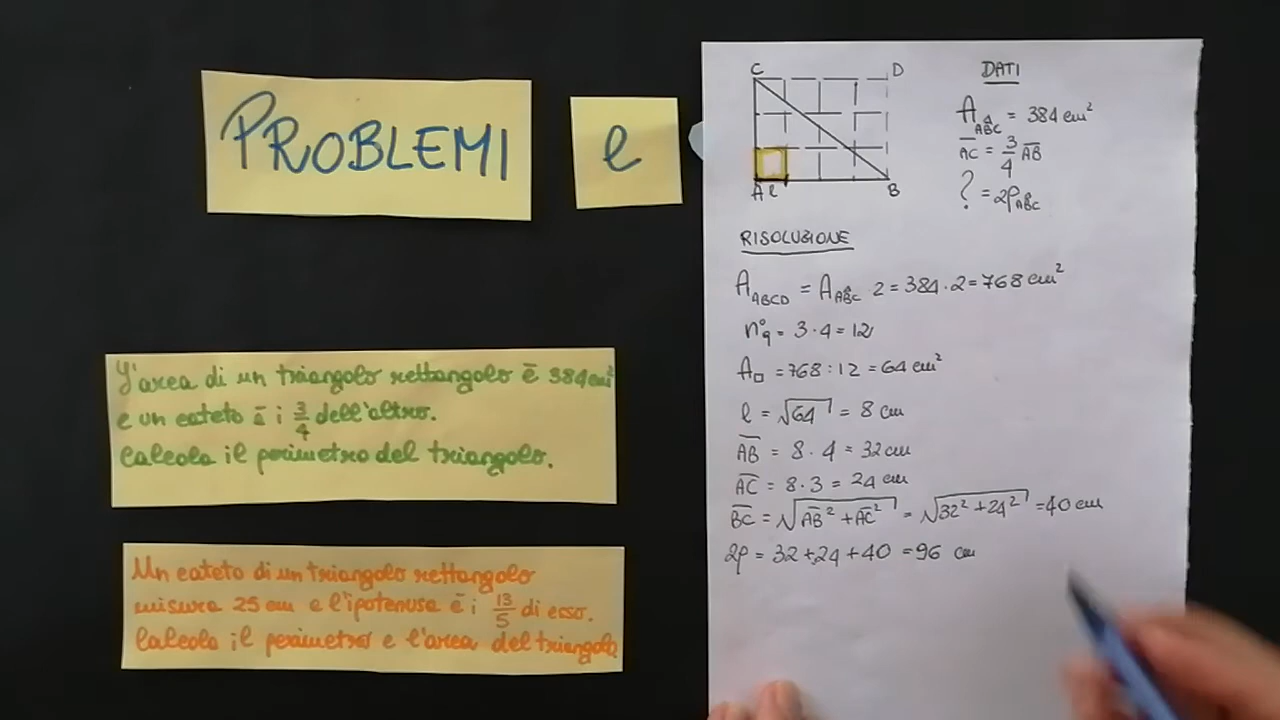 PROBLEMI e
L'area di un triangolo rettangolo è 384 cm²
e un cateto è i 3/4 dell'altro.
Calcola il perimetro del triangolo.
Un cateto di un triangolo rettangolo
misura 25 cm e l'ipotenusa è i 13/5 di esso.
Calcola il perimetro e l'area del triangolo.
C D
A l B
DATI
A_ABC = 384 cm²
AC = 3/4 AB
? = 2p_ABC
RISOLUZIONE
A_ABCD = A_ABC · 2 = 384 · 2 = 768 cm²
n°q = 3 · 4 = 12
A□ = 768 : 12 = 64 cm²
l = √64 = 8 cm
AB = 8 · 4 = 32 cm
AC = 8 · 3 = 24 cm
BC = √AB² + AC² = √32² + 24² = 40 cm
2p = 32 + 24 + 40 = 96 cm